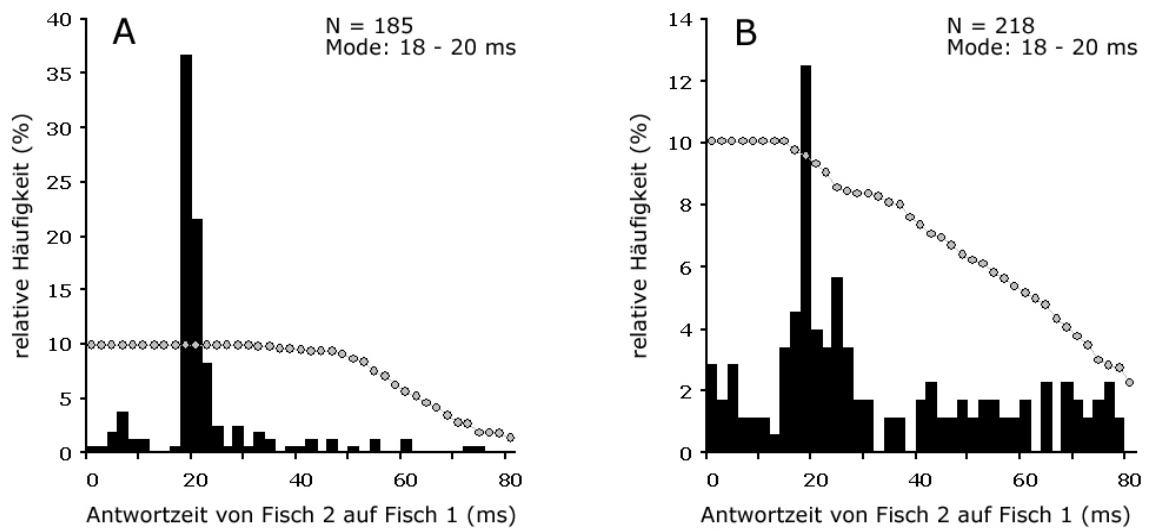 A
N = 185
Mode: 18 - 20 ms
relative Häufigkeit (%)
40
35
30
25
20
15
10
5
0
0 20 40 60 80
Antwortzeit von Fisch 2 auf Fisch 1 (ms)
B
N = 218
Mode: 18 - 20 ms
relative Häufigkeit (%)
14
12
10
8
6
4
2
0
0 20 40 60 80
Antwortzeit von Fisch 2 auf Fisch 1 (ms)